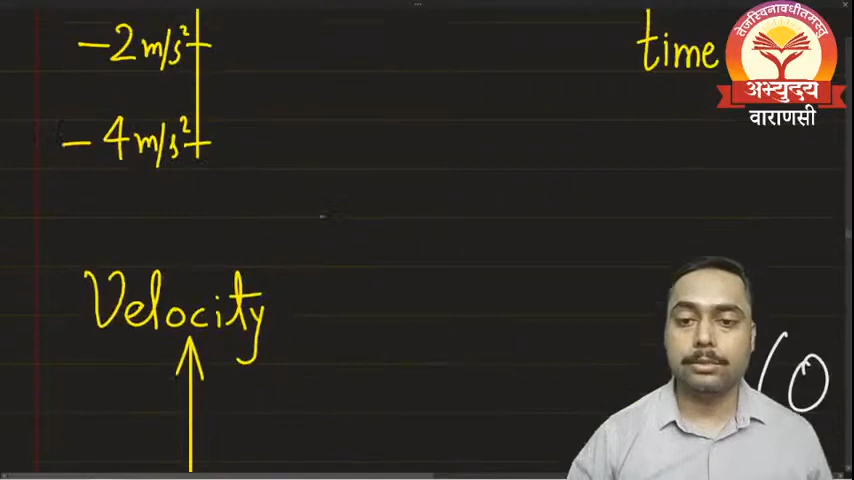 -2m/s²
time
-4m/s²
Velocity
तेजस्विनावधीतमस्तु
अभ्युदय
वाराणसी